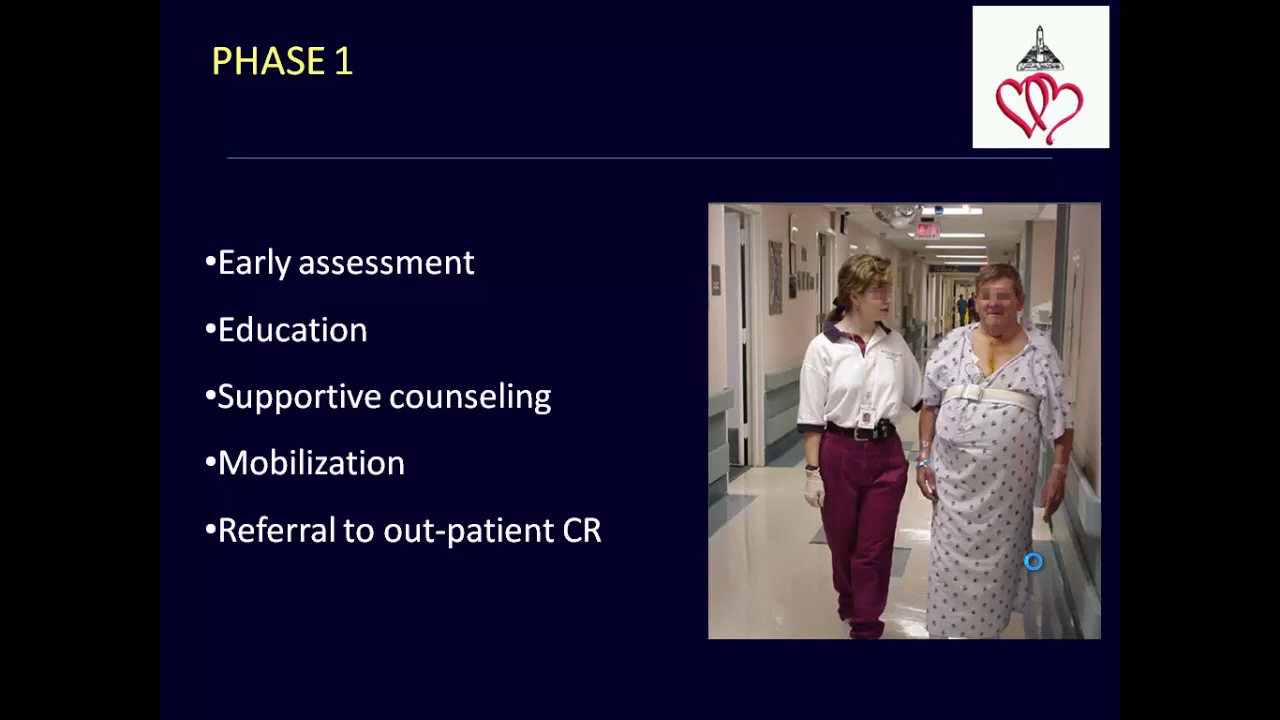 PHASE 1
•Early assessment
•Education
•Supportive counseling
•Mobilization
•Referral to out-patient CR